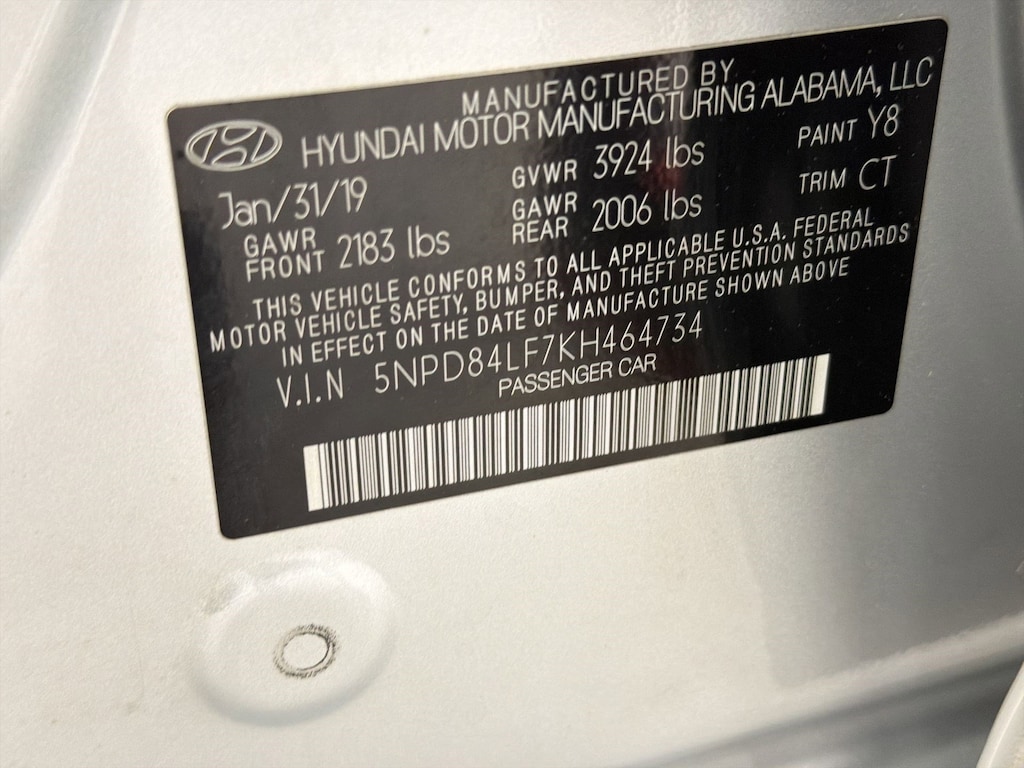 MANUFACTURED BY
HYUNDAI MOTOR MANUFACTURING ALABAMA, LLC
Jan/31/19 GVWR 3924 lbs PAINT Y8
GAWR FRONT 2183 lbs GAWR REAR 2006 lbs TRIM CT
THIS VEHICLE CONFORMS TO ALL APPLICABLE U.S.A. FEDERAL
MOTOR VEHICLE SAFETY, BUMPER, AND THEFT PREVENTION STANDARDS
IN EFFECT ON THE DATE OF MANUFACTURE SHOWN ABOVE
V.I.N 5NPD84LF7KH464734
PASSENGER CAR